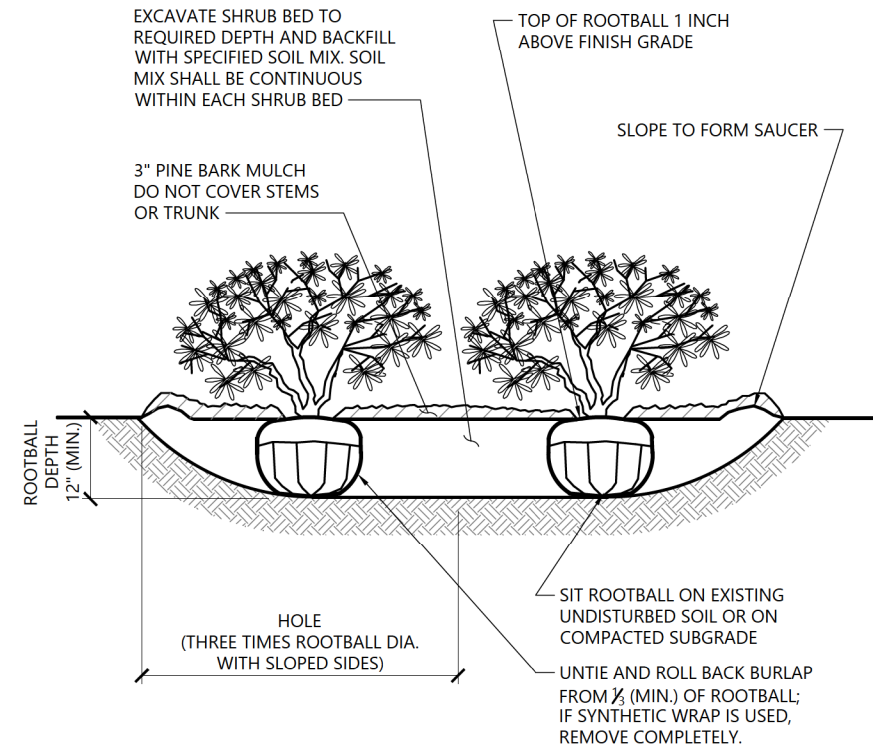 EXCAVATE SHRUB BED TO
REQUIRED DEPTH AND BACKFILL
WITH SPECIFIED SOIL MIX. SOIL
MIX SHALL BE CONTINUOUS
WITHIN EACH SHRUB BED
TOP OF ROOTBALL 1 INCH
ABOVE FINISH GRADE
SLOPE TO FORM SAUCER
3" PINE BARK MULCH
DO NOT COVER STEMS
OR TRUNK
ROOTBALL
DEPTH
12" (MIN.)
HOLE
(THREE TIMES ROOTBALL DIA.
WITH SLOPED SIDES)
SIT ROOTBALL ON EXISTING
UNDISTURBED SOIL OR ON
COMPACTED SUBGRADE
UNTIE AND ROLL BACK BURLAP
FROM 1/3 (MIN.) OF ROOTBALL;
IF SYNTHETIC WRAP IS USED,
REMOVE COMPLETELY.